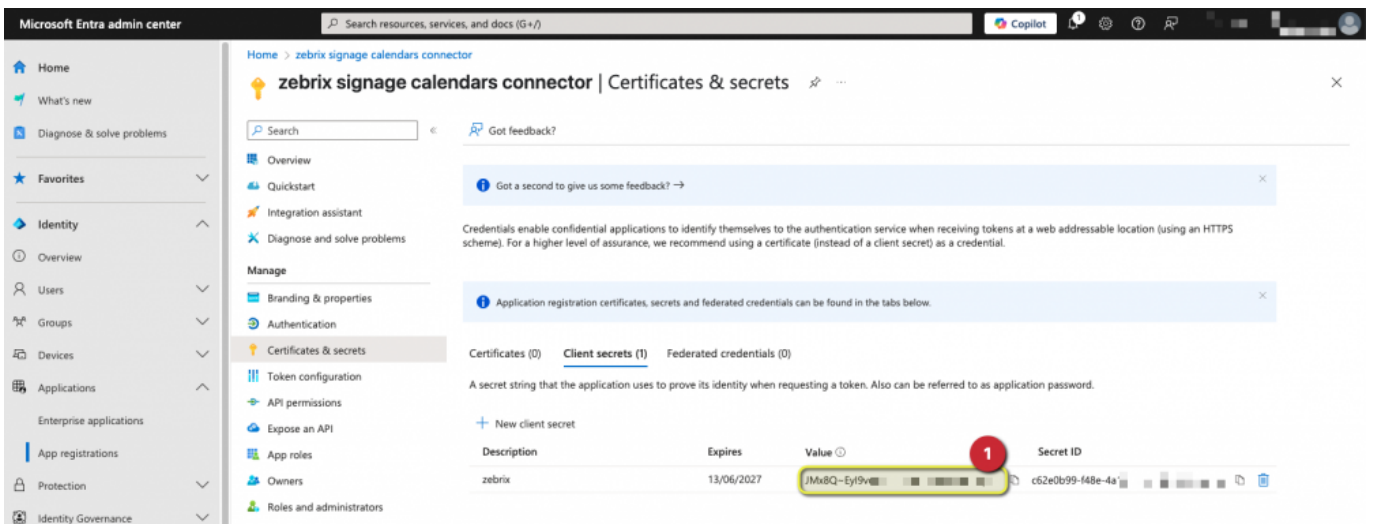 Microsoft Entra admin center
Search resources, services, and docs (G+/)
Copilot
Home
What's new
Diagnose & solve problems
Favorites
Identity
Overview
Users
Groups
Devices
Applications
Enterprise applications
App registrations
Protection
Identity Governance
Home > zebrix signage calendars connector
zebrix signage calendars connector | Certificates & secrets
Search
Overview
Quickstart
Integration assistant
Diagnose and solve problems
Manage
Branding & properties
Authentication
Certificates & secrets
Token configuration
API permissions
Expose an API
App roles
Owners
Roles and administrators
Got feedback?
Got a second to give us some feedback? →
Credentials enable confidential applications to identify themselves to the authentication service when receiving tokens at a web addressable location (using an HTTPS
scheme). For a higher level of assurance, we recommend using a certificate (instead of a client secret) as a credential.
Application registration certificates, secrets and federated credentials can be found in the tabs below.
Certificates (0) Client secrets (1) Federated credentials (0)
A secret string that the application uses to prove its identity when requesting a token. Also can be referred to as application password.
+ New client secret
Description Expires Value 1 Secret ID
zebrix 13/06/2027 JMx8Q~EyI9v c62e0b99-f48e-4a